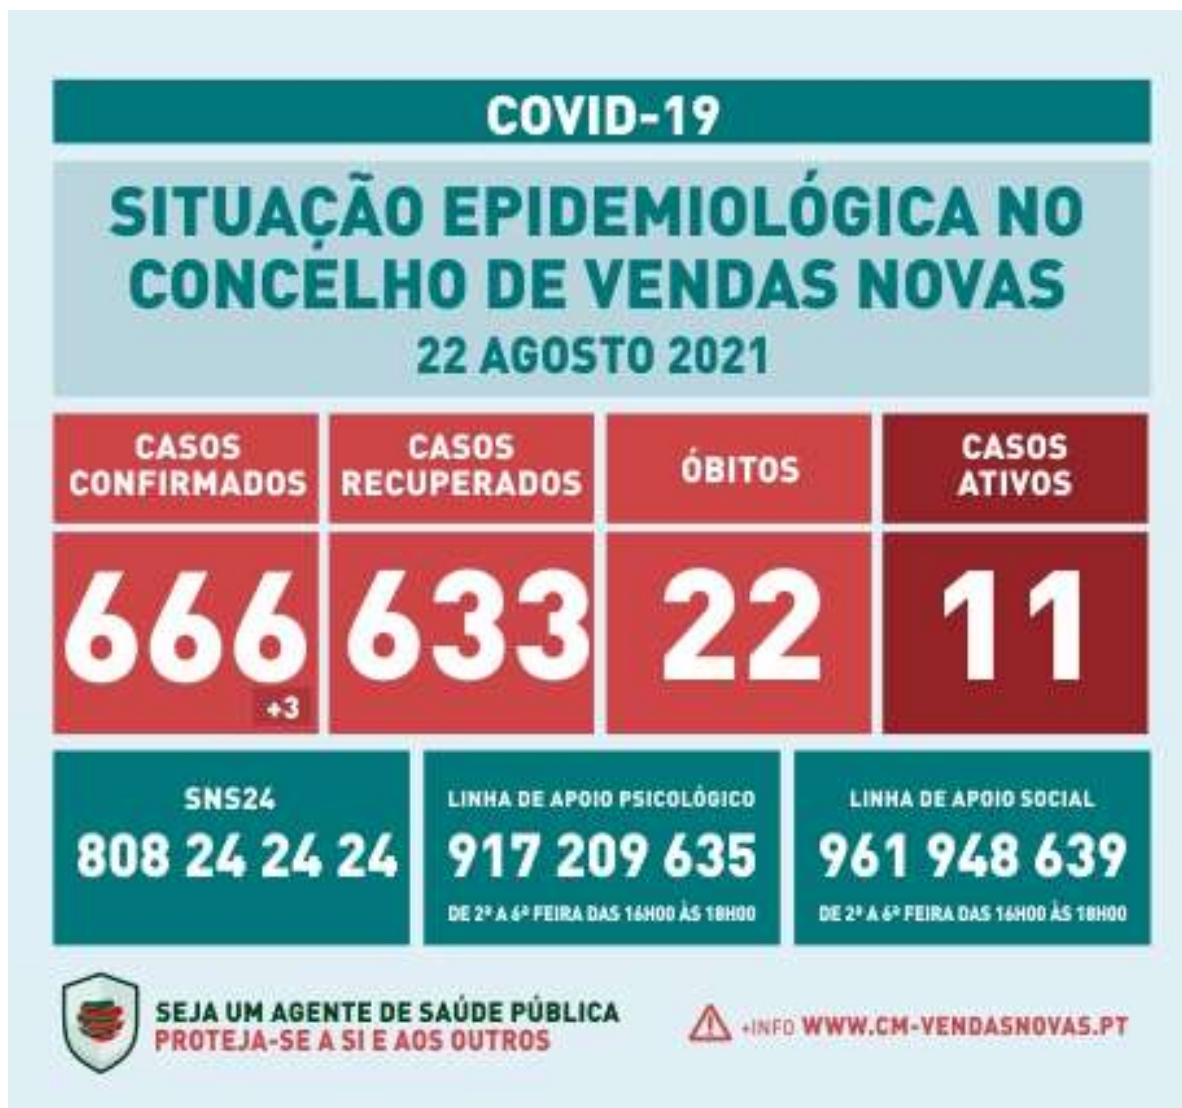 COVID-19
SITUAÇÃO EPIDEMIOLÓGICA NO
CONCELHO DE VENDAS NOVAS
22 AGOSTO 2021
CASOS
CONFIRMADOS
CASOS
RECUPERADOS
ÓBITOS
CASOS
ATIVOS
666
+3
633
22
11
SNS24
808 24 24 24
LINHA DE APOIO PSICOLÓGICO
917 209 635
DE 2ª A 6ª FEIRA DAS 16H00 ÀS 18H00
LINHA DE APOIO SOCIAL
961 948 639
DE 2ª A 6ª FEIRA DAS 16H00 ÀS 18H00
SEJA UM AGENTE DE SAÚDE PÚBLICA
PROTEJA-SE A SI E AOS OUTROS
+INFO WWW.CM-VENDASNOVAS.PT